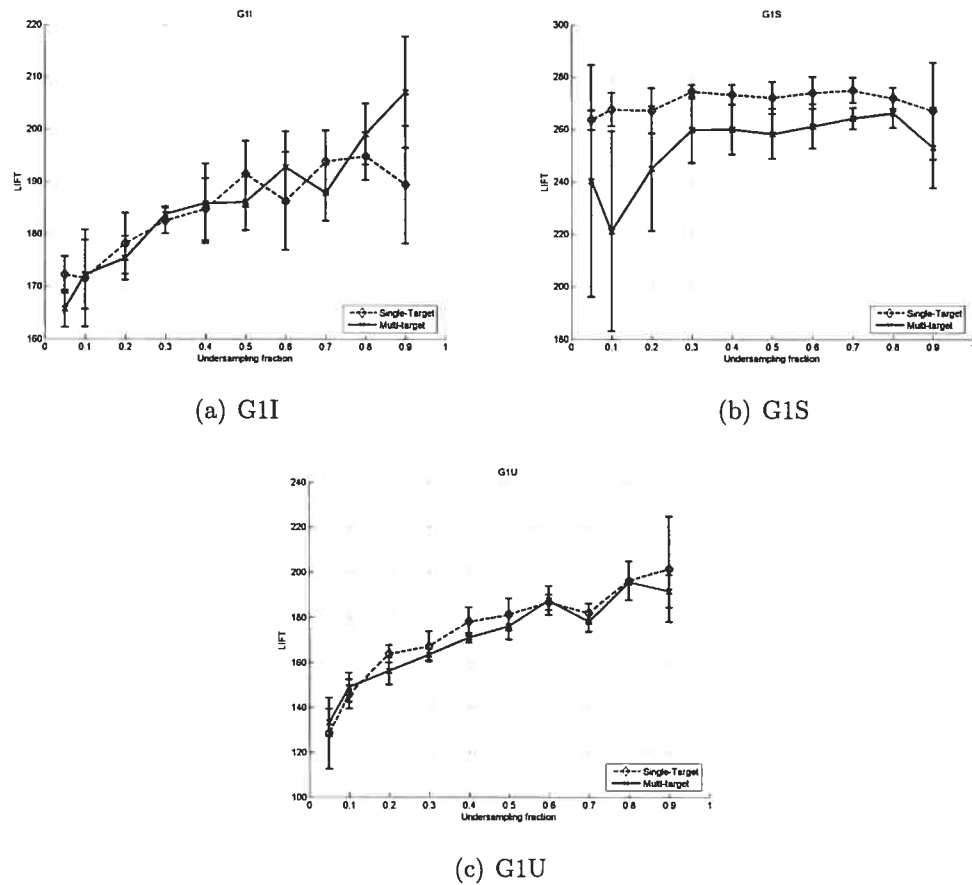 G1I
220
210
200
190
180
170
160
LIFT
0 0.1 0.2 0.3 0.4 0.5 0.6 0.7 0.8 0.9 1
Undersampling fraction
Single-Target
Multi-target
(a) G1I
G1S
300
280
260
240
220
200
180
LIFT
0 0.1 0.2 0.3 0.4 0.5 0.6 0.7 0.8 0.9 1
Undersampling fraction
Single-Target
Multi-target
(b) G1S
G1U
240
220
200
180
160
140
120
100
LIFT
0 0.1 0.2 0.3 0.4 0.5 0.6 0.7 0.8 0.9 1
Undersampling fraction
Single-Target
Multi-target
(c) G1U